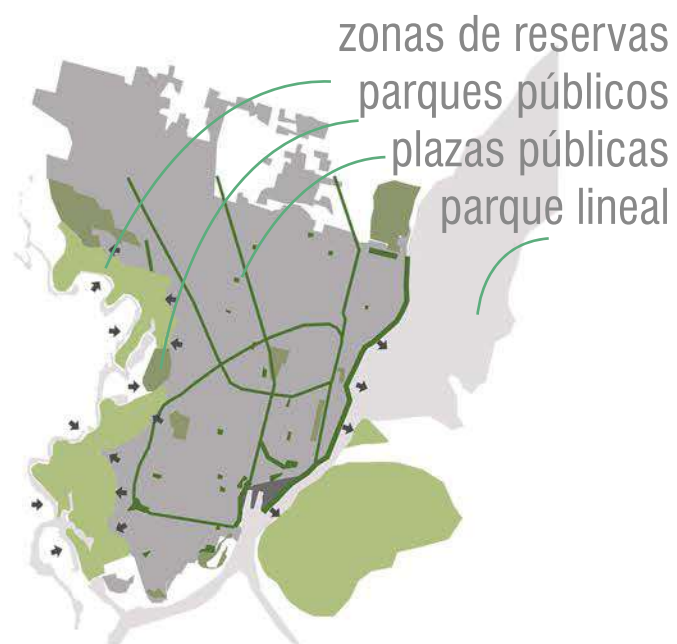 zonas de reservas
parques públicos
plazas públicas
parque lineal